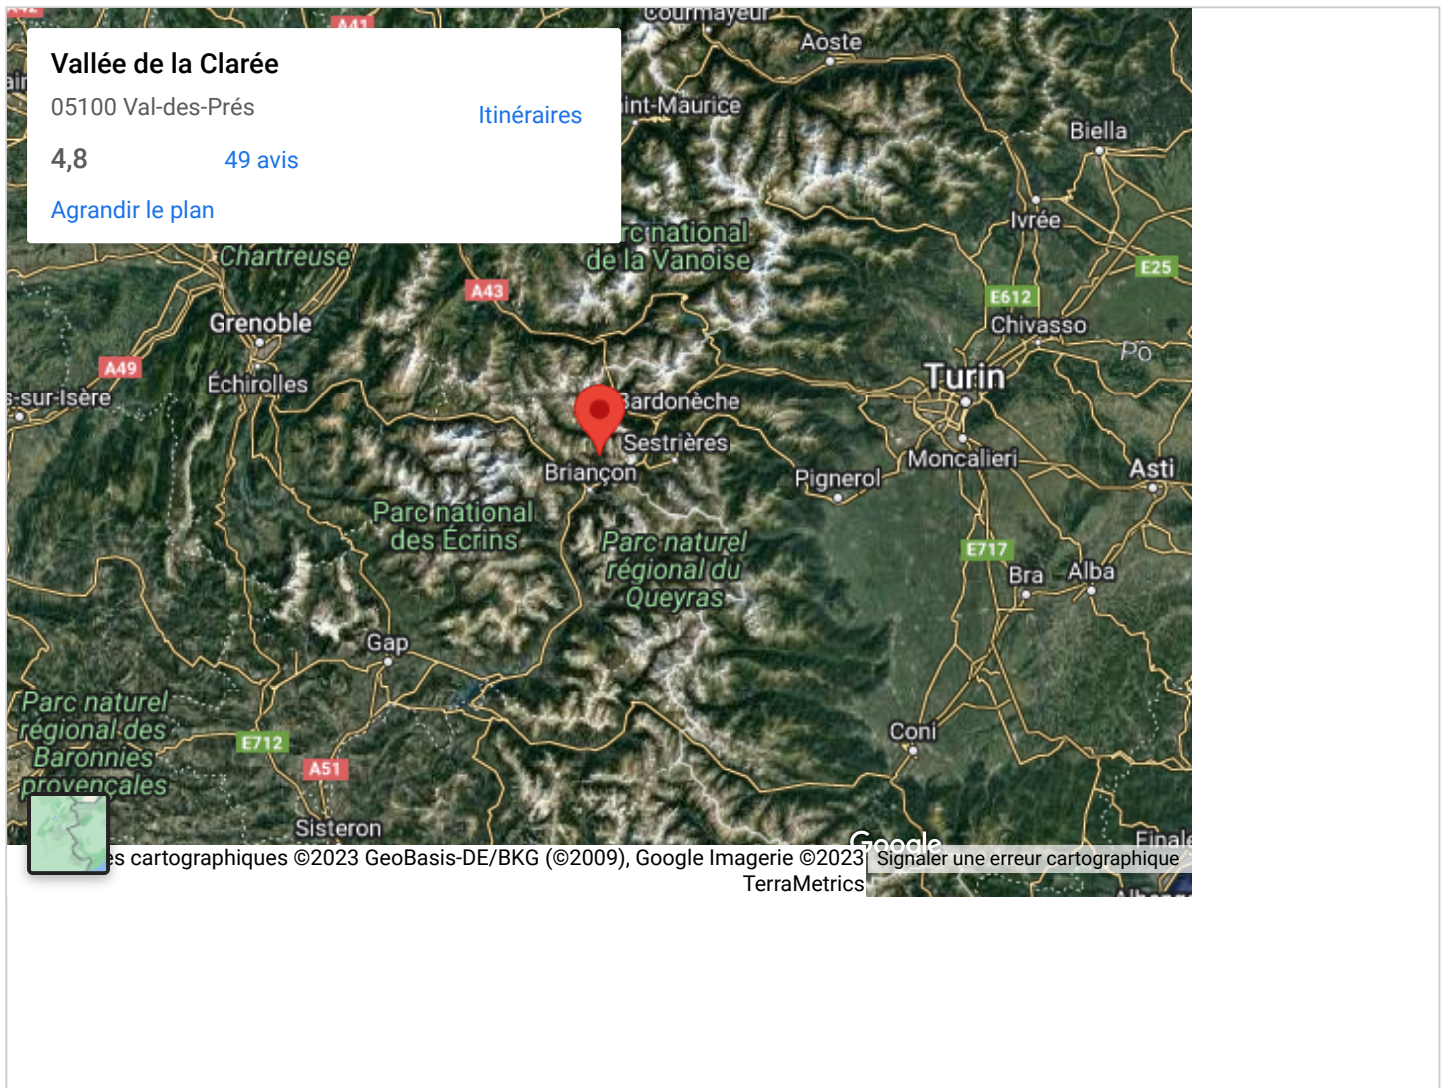 Vallée de la Clarée
05100 Val-des-Prés
Itinéraires
4,8
49 avis
Agrandir le plan
A42
A41
Courmayeur
Aoste
int-Maurice
Biella
Ivrée
rc national
de la Vanoise
E25
Chartreuse
A43
E612
Grenoble
Chivasso
Pô
A49
Échirolles
Turin
s-sur-Isère
Bardonèche
Sestrières
Moncalieri
Briançon
Pignerol
Asti
Parc national
des Écrins
Parc naturel
régional du
Queyras
E717
Bra
Alba
Gap
Parc naturel
régional des
Baronnies
provençales
Coni
E712
A51
Sisteron
Google
Finale
es cartographiques ©2023 GeoBasis-DE/BKG (©2009), Google Imagerie ©2023
TerraMetrics
Signaler une erreur cartographique